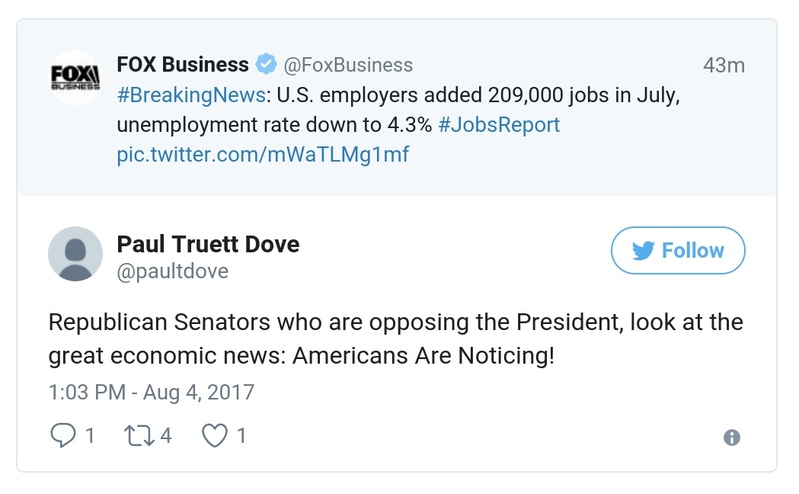 FOX Business @FoxBusiness 43m
FOX
BUSINESS
#BreakingNews: U.S. employers added 209,000 jobs in July,
unemployment rate down to 4.3% #JobsReport
pic.twitter.com/mWaTLMg1mf
Paul Truett Dove
@paultdove
Follow
Republican Senators who are opposing the President, look at the
great economic news: Americans Are Noticing!
1:03 PM - Aug 4, 2017
1 4 1